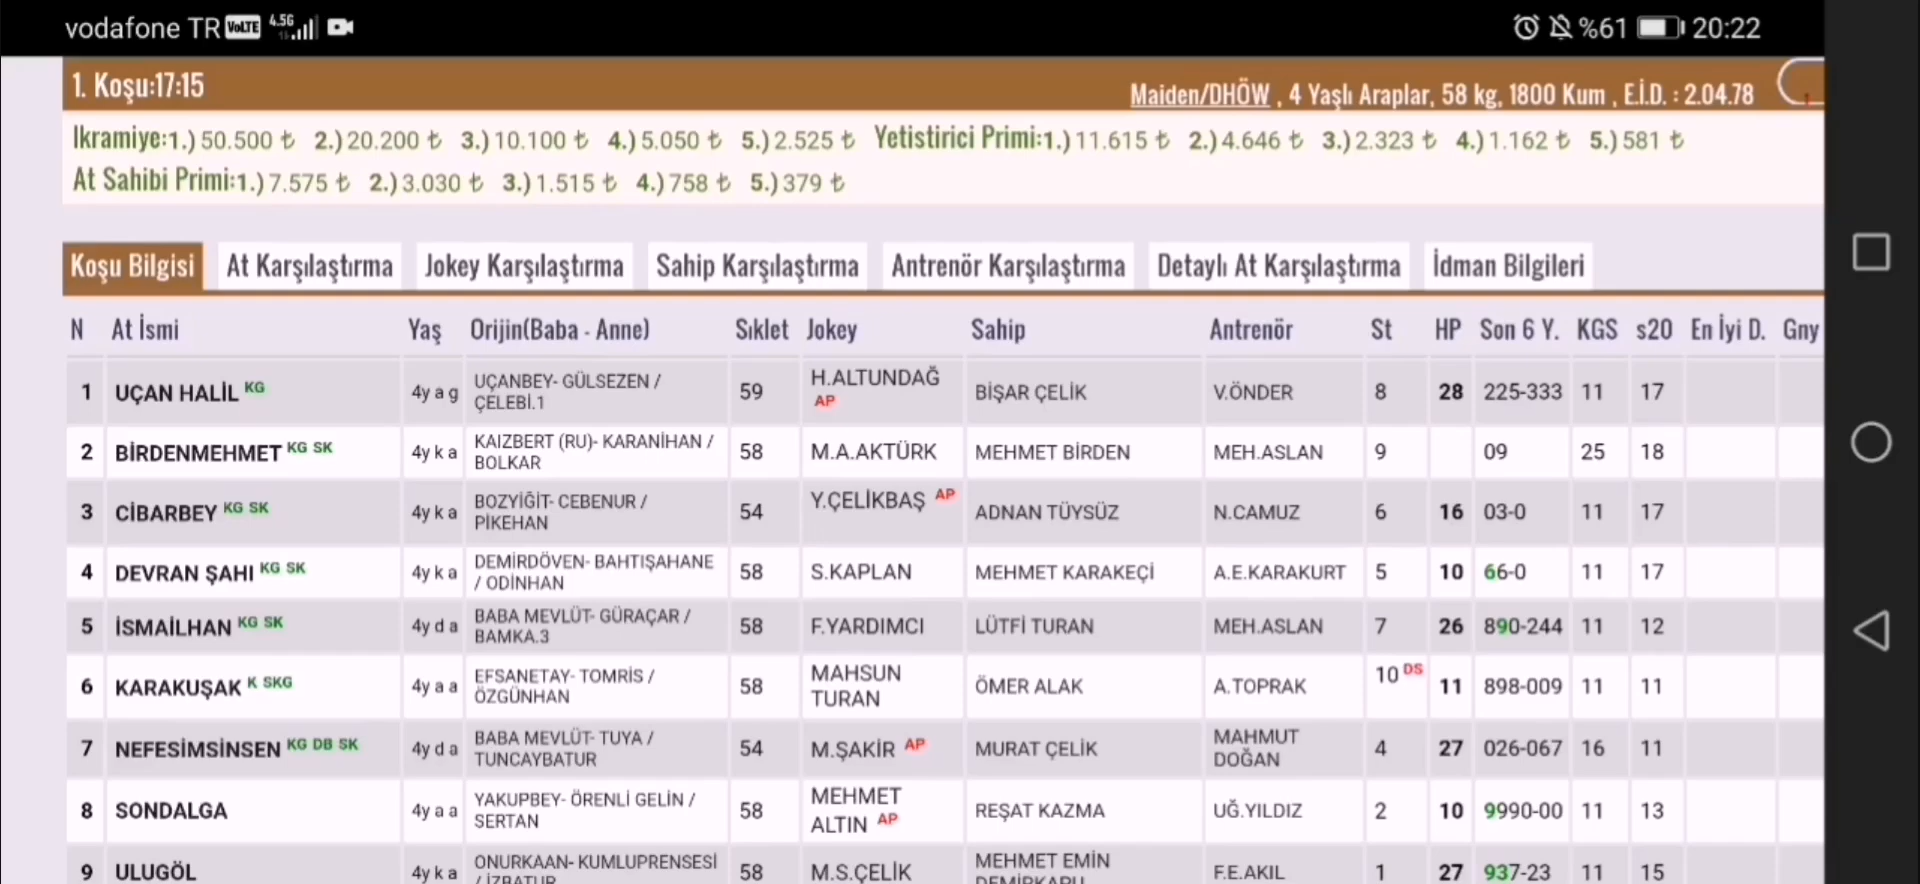 vodafone TR VoLTE 4.5G %61 20:22
1. Koşu:17:15
Maiden/DHÖW , 4 Yaşlı Araplar, 58 kg, 1800 Kum , E.İ.D. : 2.04.78
Ikramiye:1.) 50.500 ₺ 2.) 20.200 ₺ 3.) 10.100 ₺ 4.) 5.050 ₺ 5.) 2.525 ₺ Yetistirici Primi:1.) 11.615 ₺ 2.) 4.646 ₺ 3.) 2.323 ₺ 4.) 1.162 ₺ 5.) 581 ₺
At Sahibi Primi:1.) 7.575 ₺ 2.) 3.030 ₺ 3.) 1.515 ₺ 4.) 758 ₺ 5.) 379 ₺
Koşu Bilgisi At Karşılaştırma Jokey Karşılaştırma Sahip Karşılaştırma Antrenör Karşılaştırma Detaylı At Karşılaştırma İdman Bilgileri
N At İsmi Yaş Orijin(Baba - Anne) Sıklet Jokey Sahip Antrenör St HP Son 6 Y. KGS s20 En İyi D. Gny
1 UÇAN HALİL KG 4y a g UÇANBEY- GÜLSEZEN / ÇELEBİ.1 59 H.ALTUNDAĞ AP BİŞAR ÇELİK V.ÖNDER 8 28 225-333 11 17
2 BİRDENMEHMET KG SK 4y k a KAIZBERT (RU)- KARANİHAN / BOLKAR 58 M.A.AKTÜRK MEHMET BİRDEN MEH.ASLAN 9 09 25 18
3 CİBARBEY KG SK 4y k a BOZYİĞİT- CEBENUR / PİKEHAN 54 Y.ÇELİKBAŞ AP ADNAN TÜYSÜZ N.CAMUZ 6 16 03-0 11 17
4 DEVRAN ŞAHI KG SK 4y k a DEMİRDÖVEN- BAHTIŞAHANE / ODİNHAN 58 S.KAPLAN MEHMET KARAKEÇİ A.E.KARAKURT 5 10 66-0 11 17
5 İSMAİLHAN KG SK 4y d a BABA MEVLÜT- GÜRAÇAR / BAMKA.3 58 F.YARDIMCI LÜTFİ TURAN MEH.ASLAN 7 26 890-244 11 12
6 KARAKUŞAK K SKG 4y a a EFSANETAY- TOMRİS / ÖZGÜNHAN 58 MAHSUN TURAN ÖMER ALAK A.TOPRAK 10 DS 11 898-009 11 11
7 NEFESİMSİNSEN KG DB SK 4y d a BABA MEVLÜT- TUYA / TUNCAYBATUR 54 M.ŞAKİR AP MURAT ÇELİK MAHMUT DOĞAN 4 27 026-067 16 11
8 SONDALGA 4y a a YAKUPBEY- ÖRENLİ GELİN / SERTAN 58 MEHMET ALTIN AP REŞAT KAZMA UĞ.YILDIZ 2 10 9990-00 11 13
9 ULUGÖL 4y k a ONURKAAN- KUMLUPRENSESİ / İZBATUR 58 M.S.ÇELİK MEHMET EMİN DEMİRKAPU F.E.AKIL 1 27 937-23 11 15